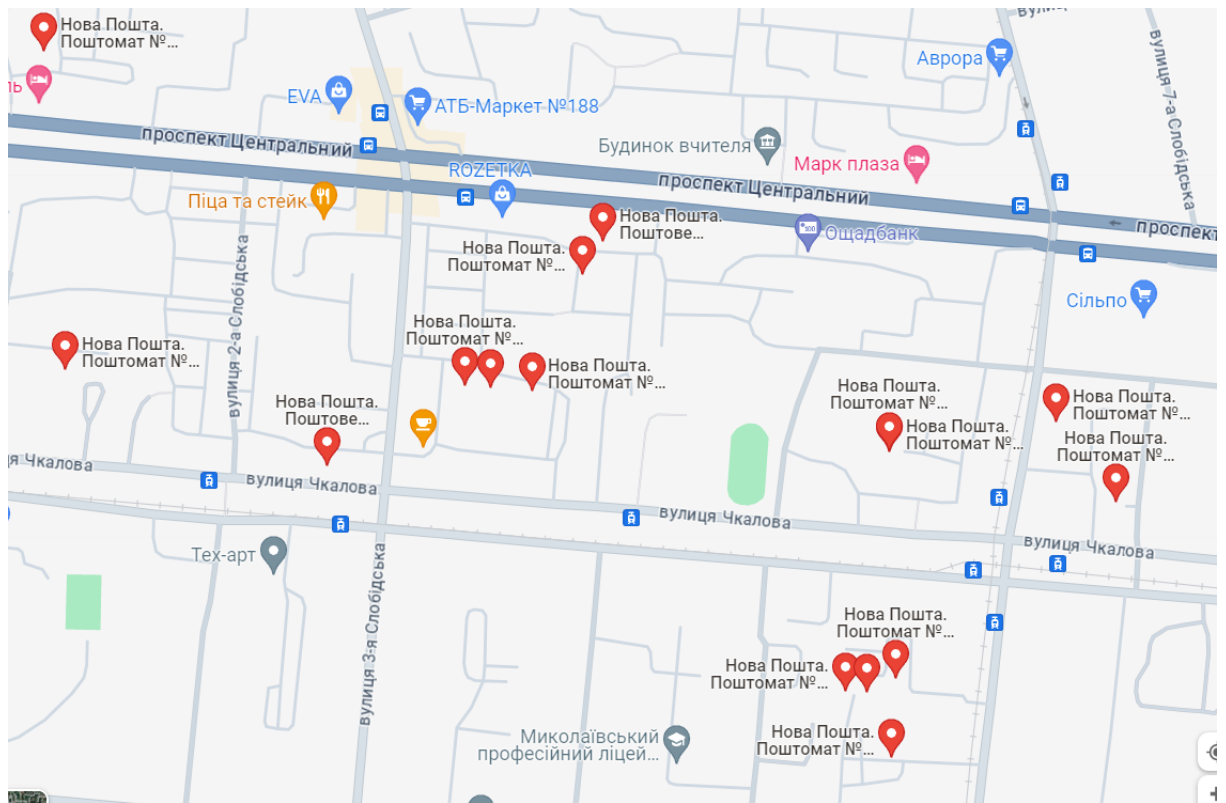 Нова Пошта.
Поштомат №...
Аврора
вулиця 7-а Слобідська
EVA
АТБ-Маркет №188
проспект Центральний
Будинок вчителя
Марк плаза
ROZETKA
проспект Центральний
Піца та стейк
Нова Пошта.
Поштове...
Ощадбанк
Нова Пошта.
Поштомат №...
Сільпо
вулиця 2-а Слобідська
Нова Пошта.
Поштомат №...
Нова Пошта.
Поштомат №...
Нова Пошта.
Поштомат №...
Нова Пошта.
Поштове...
Нова Пошта.
Поштомат №...
Нова Пошта.
Поштомат №...
Нова Пошта.
Поштомат №...
Нова Пошта.
Поштомат №...
Чкалова
вулиця Чкалова
вулиця Чкалова
вулиця Чкалова
Тех-арт
вулиця 3-я Слобідська
Нова Пошта.
Поштомат №...
Нова Пошта.
Поштомат №...
Нова Пошта.
Поштомат №...
Миколаївський
професійний ліцей...